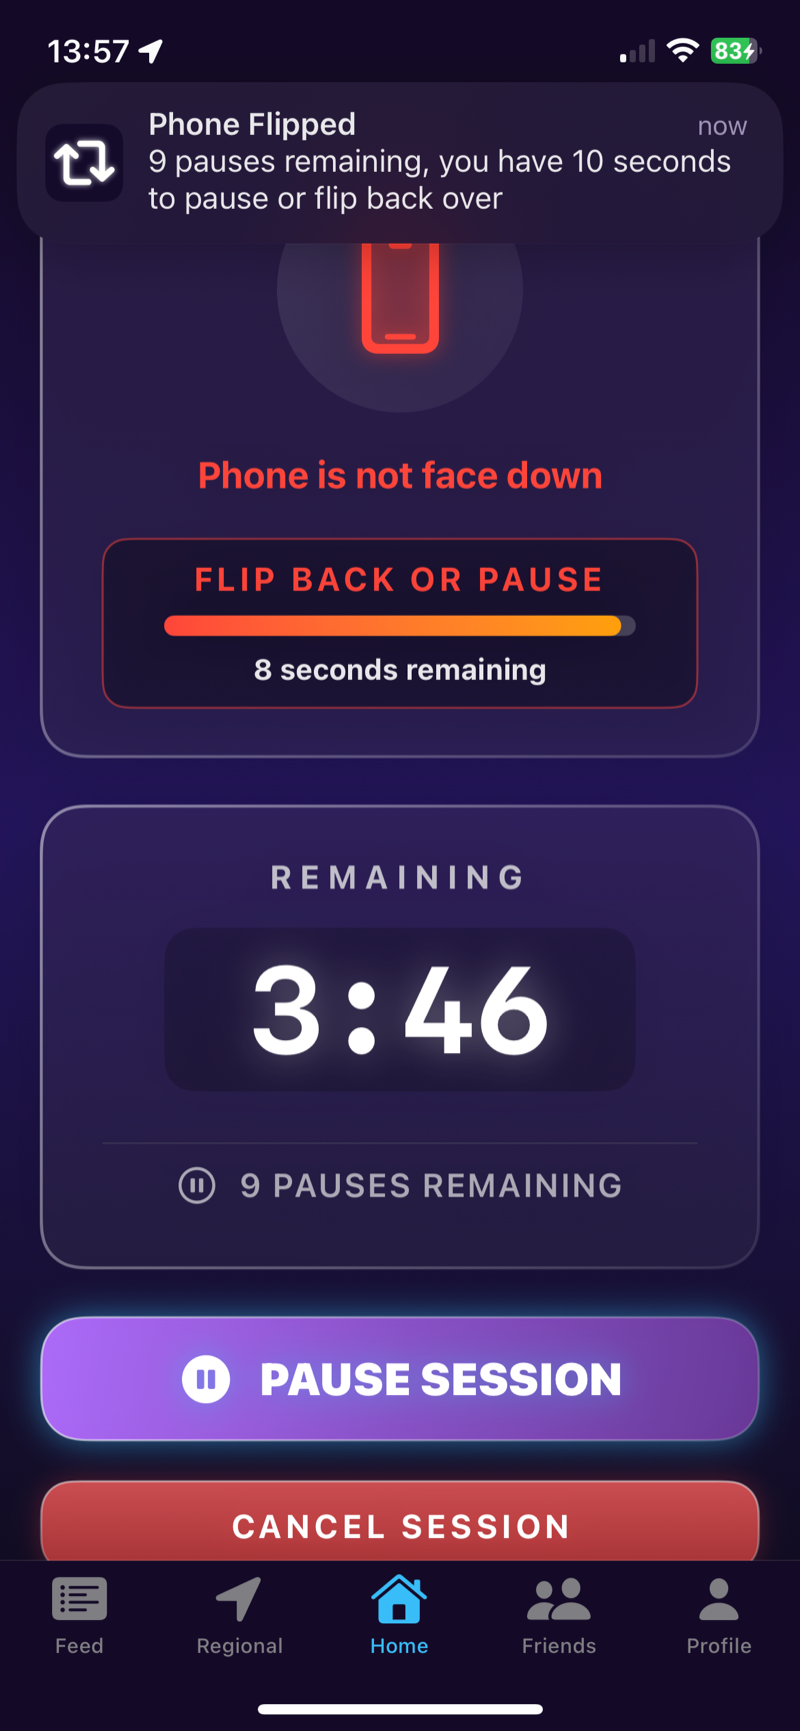 13:57
83
Phone Flipped
now
9 pauses remaining, you have 10 seconds
to pause or flip back over
Phone is not face down
FLIP BACK OR PAUSE
8 seconds remaining
REMAINING
3:46
9 PAUSES REMAINING
PAUSE SESSION
CANCEL SESSION
Feed
Regional
Home
Friends
Profile